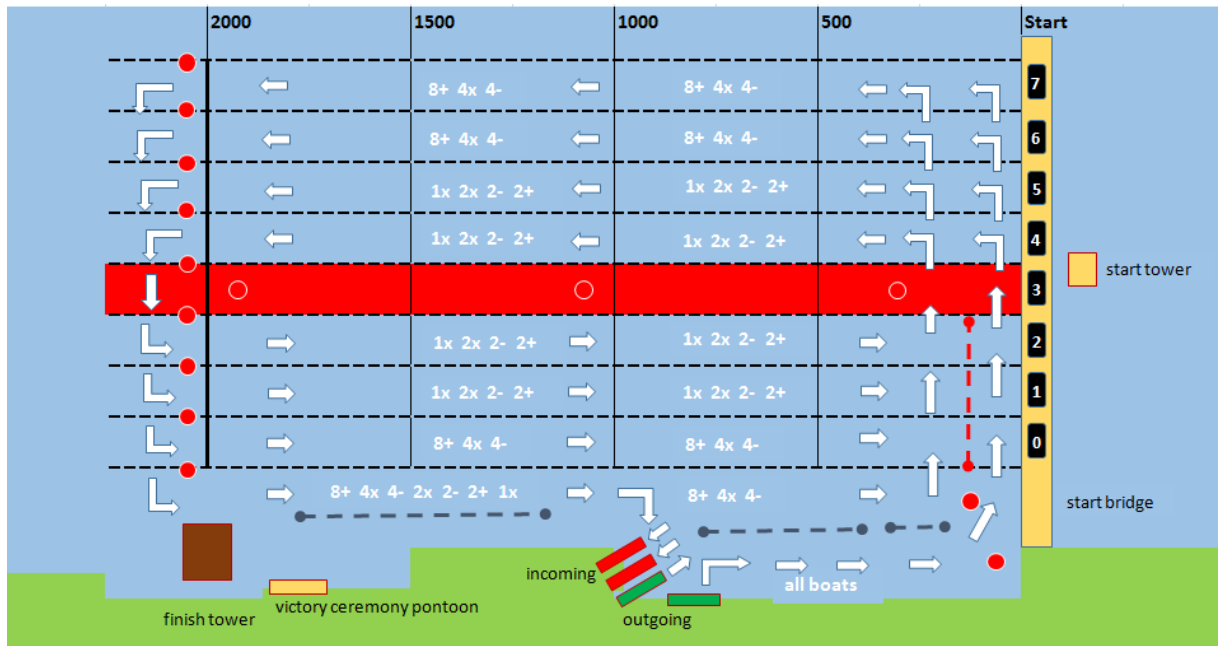 2000 1500 1000 500 Start
8+ 4x 4- 8+ 4x 4- 7
8+ 4x 4- 8+ 4x 4- 6
1x 2x 2- 2+ 1x 2x 2- 2+ 5
1x 2x 2- 2+ 1x 2x 2- 2+ 4
start tower
3
1x 2x 2- 2+ 1x 2x 2- 2+ 2
1x 2x 2- 2+ 1x 2x 2- 2+ 1
8+ 4x 4- 8+ 4x 4- 0
8+ 4x 4- 2x 2- 2+ 1x 8+ 4x 4-
start bridge
incoming
all boats
victory ceremony pontoon
finish tower
outgoing